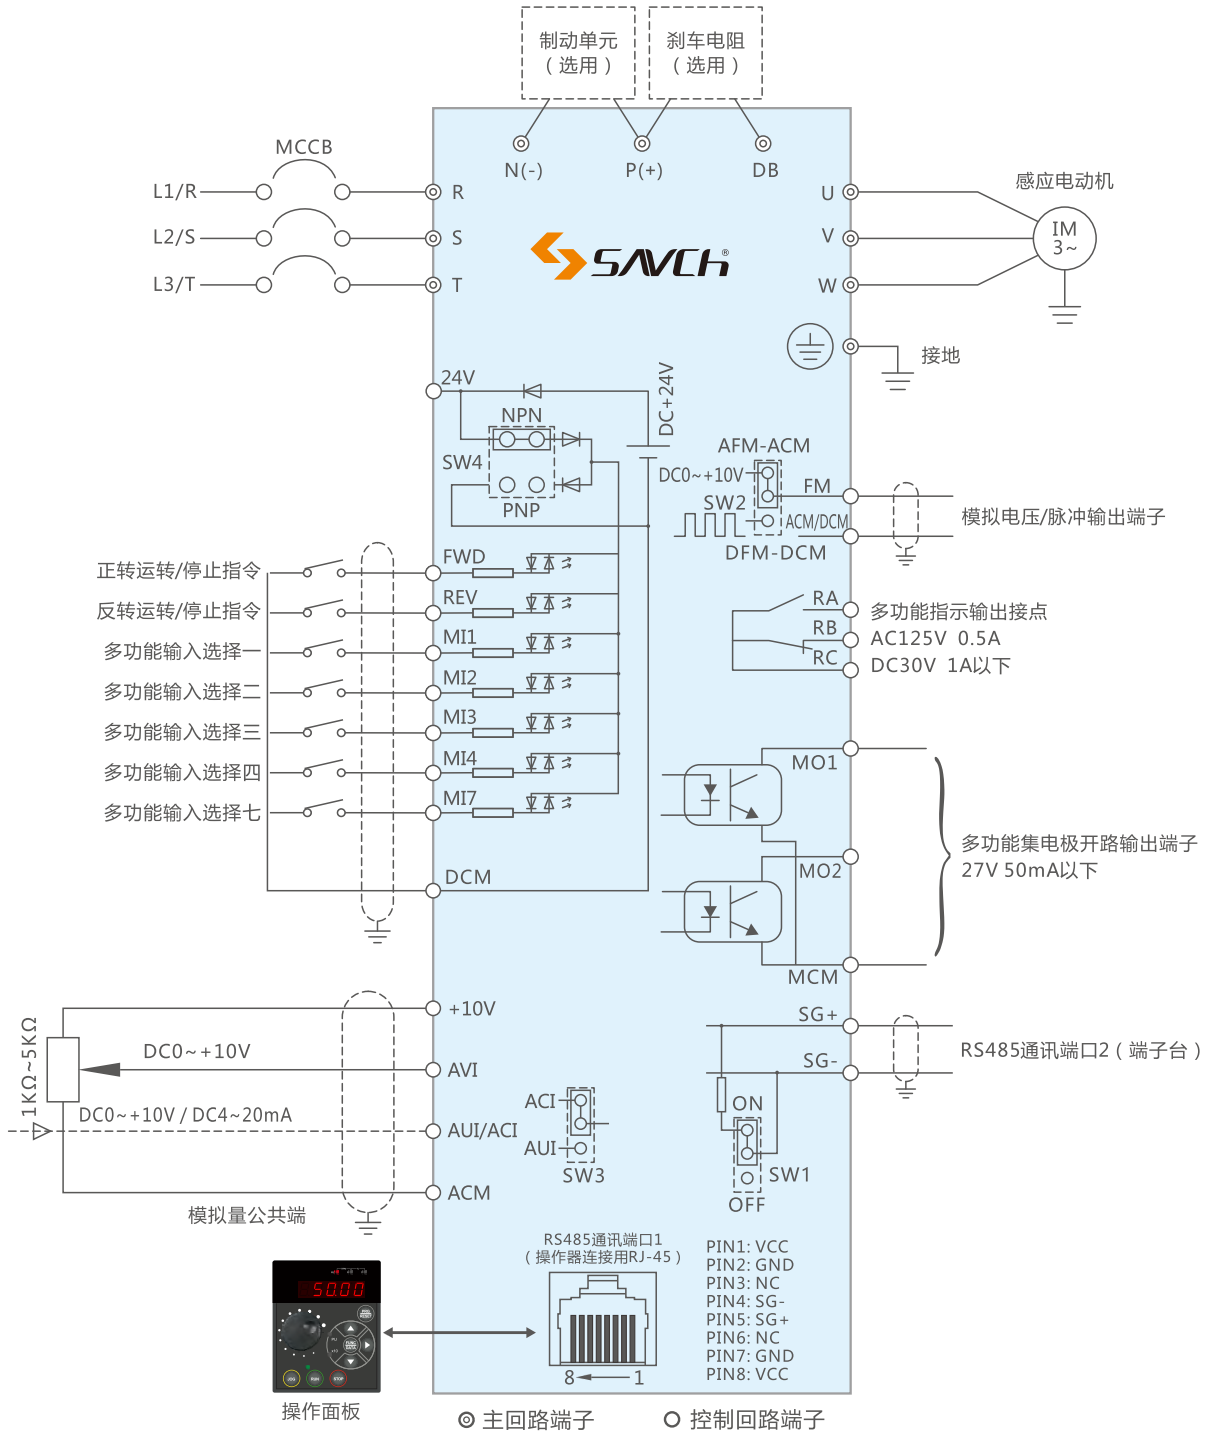 制动单元
( 选用 )
刹车电阻
( 选用 )
N(-)
P(+)
DB
MCCB
L1/R
L2/S
L3/T
R
S
T
SAVCh®
U
V
W
感应电动机
IM
3~
接地
24V
NPN
SW4
PNP
DC+24V
AFM-ACM
DC0~+10V
FM
SW2
ACM/DCM
DFM-DCM
模拟电压/脉冲输出端子
正转运转/停止指令
反转运转/停止指令
多功能输入选择一
多功能输入选择二
多功能输入选择三
多功能输入选择四
多功能输入选择七
FWD
REV
MI1
MI2
MI3
MI4
MI7
DCM
RA
RB
RC
多功能指示输出接点
AC125V 0.5A
DC30V 1A以下
MO1
MO2
MCM
多功能集电极开路输出端子
27V 50mA以下
+10V
AVI
AUI/ACI
ACM
1KΩ~5KΩ
DC0~+10V
DC0~+10V / DC4~20mA
模拟量公共端
ACI
AUI
SW3
SG+
SG-
ON
SW1
OFF
RS485通讯端口2 ( 端子台 )
RS485通讯端口1
( 操作器连接用RJ-45 )
8
1
PIN1: VCC
PIN2: GND
PIN3: NC
PIN4: SG-
PIN5: SG+
PIN6: NC
PIN7: GND
PIN8: VCC
50.00
JOG
RUN
STOP
操作面板
主回路端子
控制回路端子